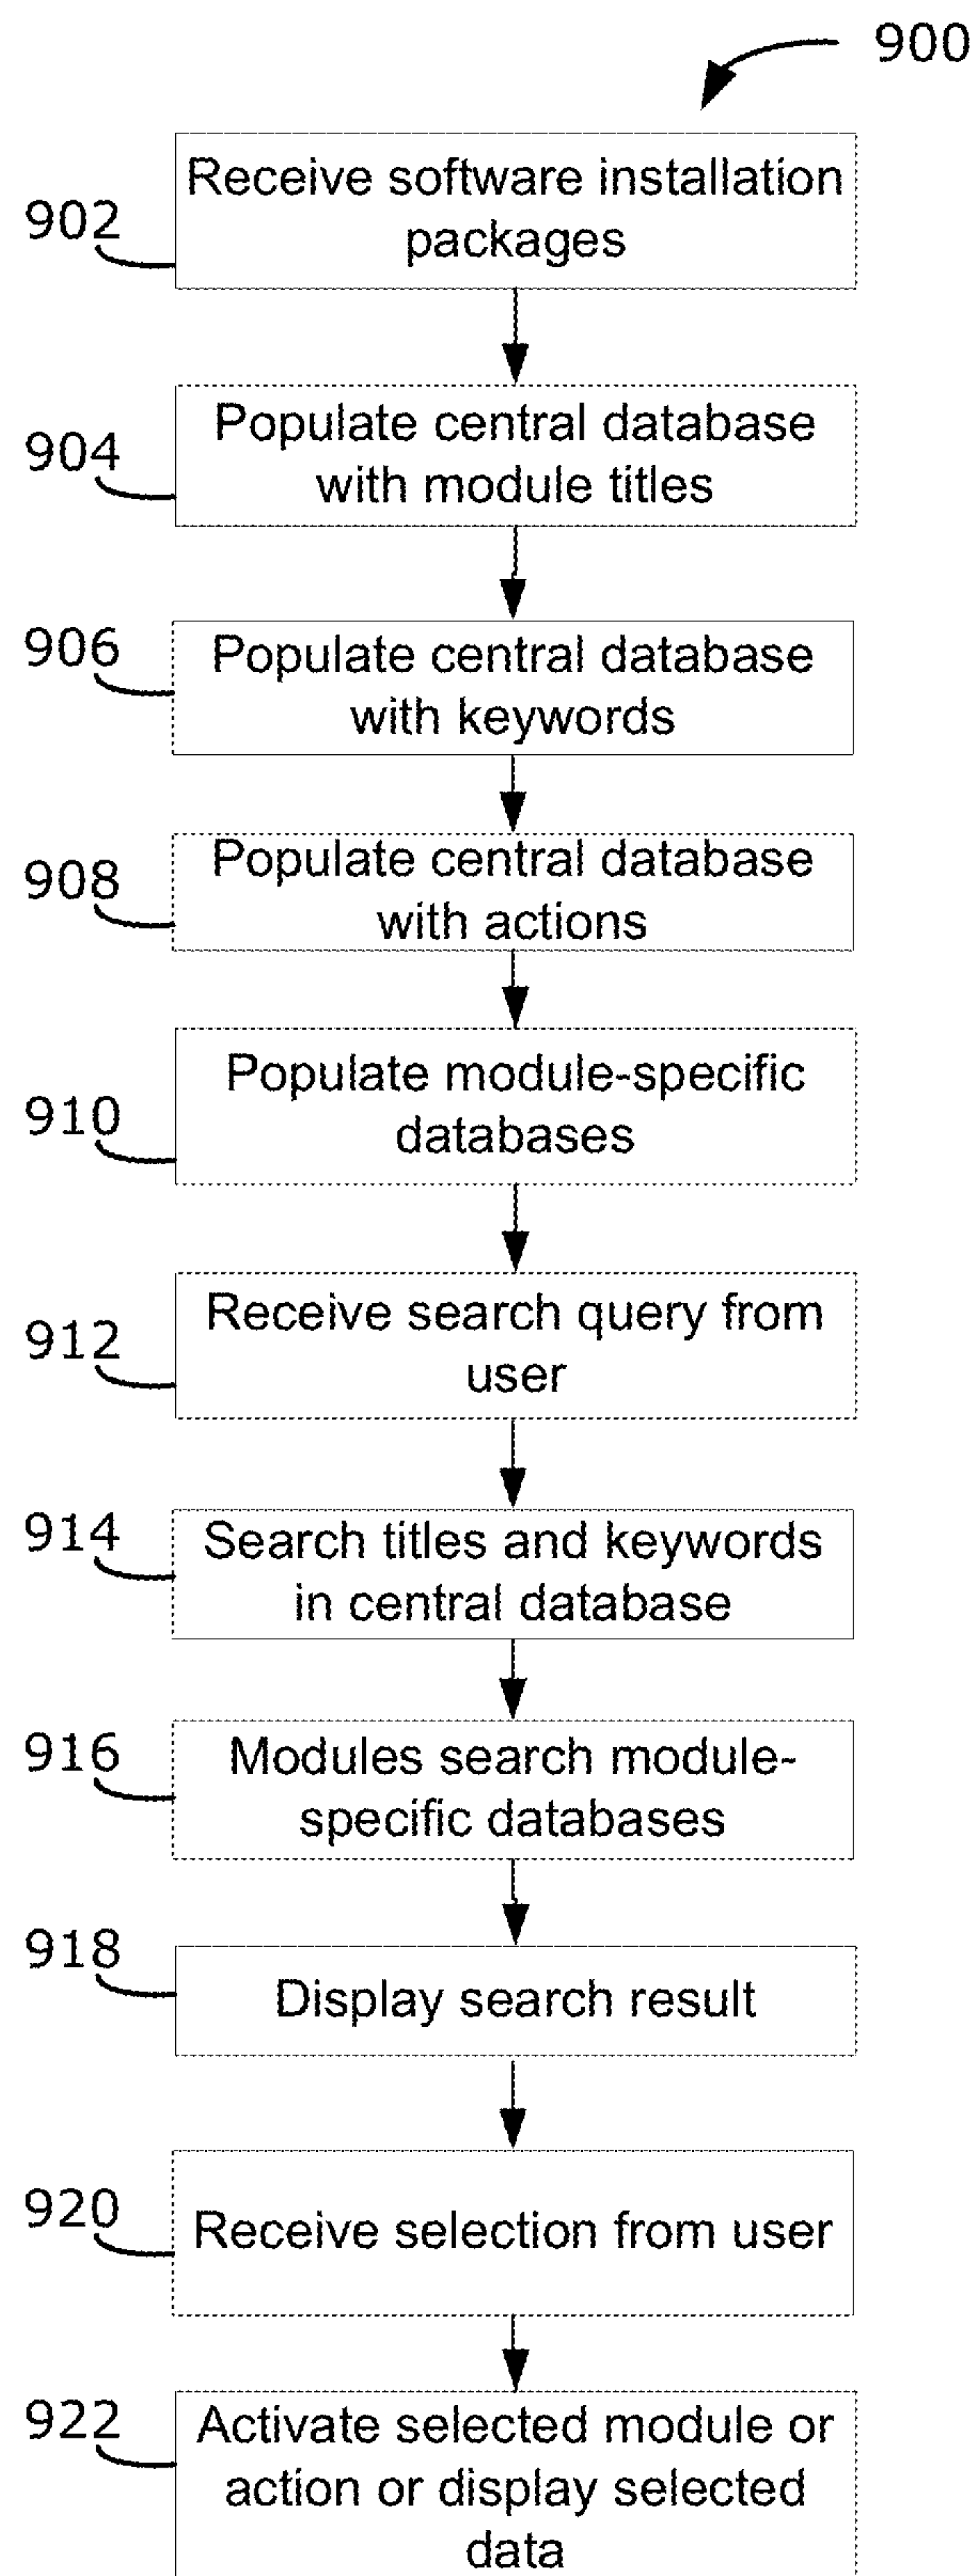 900
902
Receive software installation
packages
904
Populate central database
with module titles
906
Populate central database
with keywords
908
Populate central database
with actions
910
Populate module-specific
databases
912
Receive search query from
user
914
Search titles and keywords
in central database
916
Modules search module-
specific databases
918
Display search result
920
Receive selection from user
922
Activate selected module or
action or display selected
data